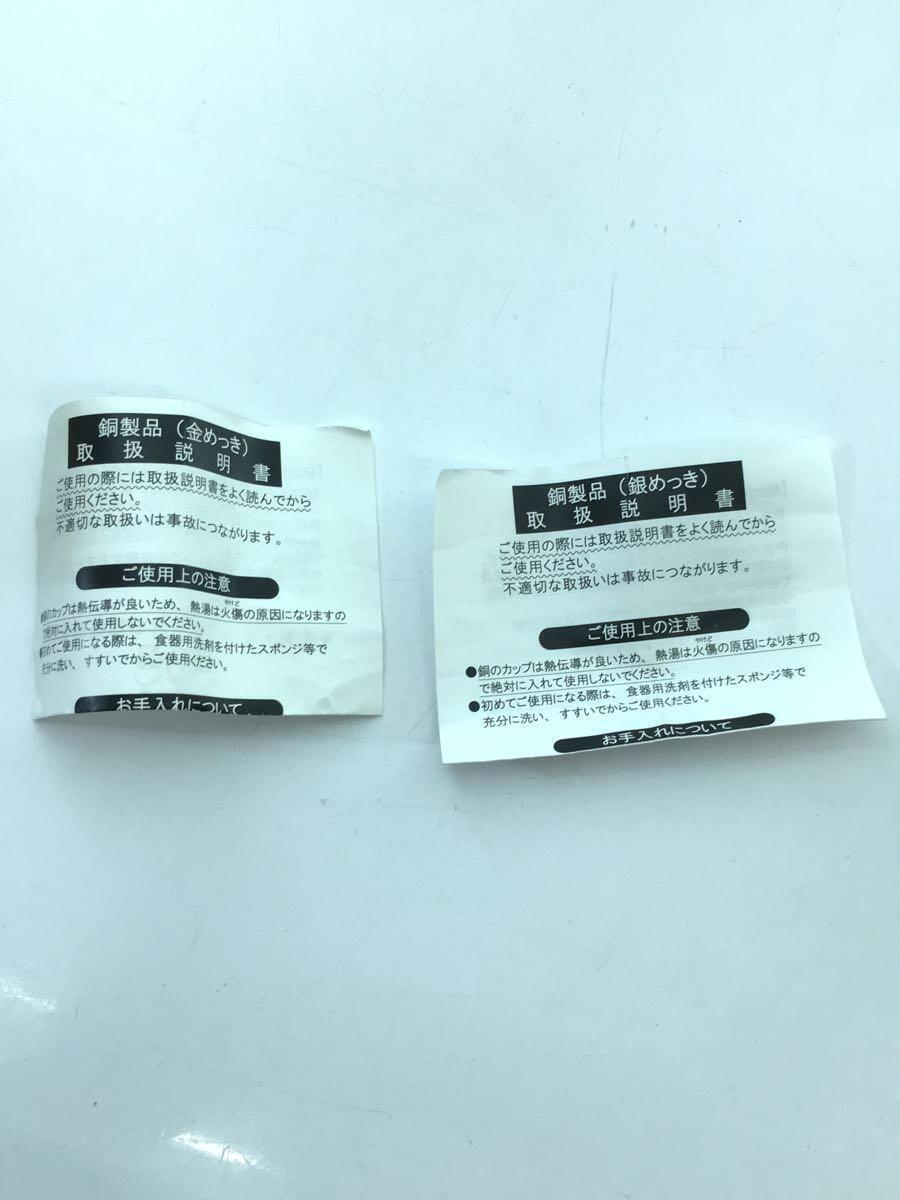 銅製品（金めっき）
取扱説明書
ご使用の際には取扱説明書をよく読んでから
ご使用ください。
不適切な取扱いは事故につながります。
ご使用上の注意
●銅のカップは熱伝導が良いため、熱湯は火傷の原因になりますの
で絶対に入れて使用しないでください。
●初めてご使用になる際は、食器用洗剤を付けたスポンジ等で
充分に洗い、すすいでからご使用ください。
お手入れについて
銅製品（銀めっき）
取扱説明書
ご使用の際には取扱説明書をよく読んでから
ご使用ください。
不適切な取扱いは事故につながります。
ご使用上の注意
やけど
●銅のカップは熱伝導が良いため、熱湯は火傷の原因になりますの
で絶対に入れて使用しないでください。
●初めてご使用になる際は、食器用洗剤を付けたスポンジ等で
充分に洗い、すすいでからご使用ください。
お手入れについて